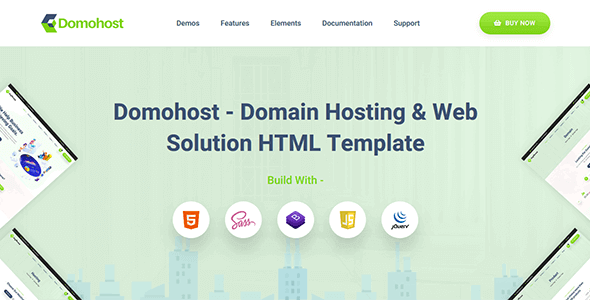 Domohost
Demos
Features
Elements
Documentation
Support
BUY NOW
Domohost - Domain Hosting & Web
Solution HTML Template
Build With -
5
Sass
B
JS
jQuery